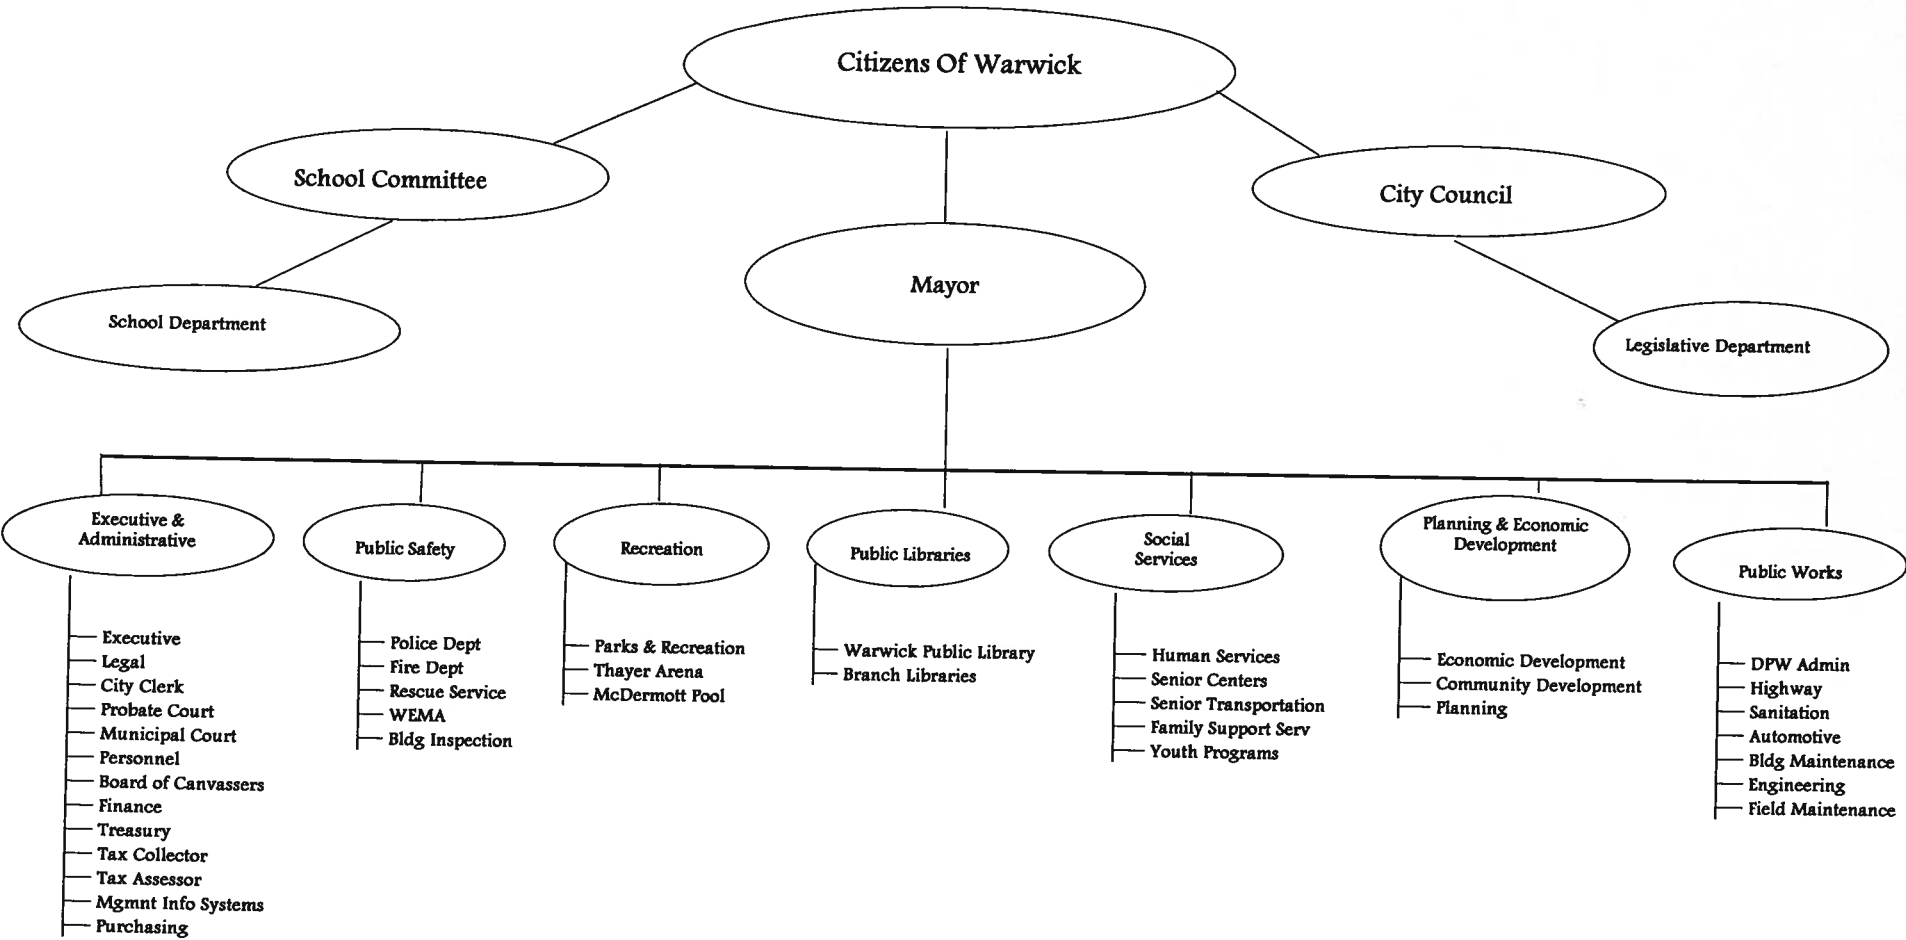 Citizens Of Warwick
School Committee
City Council
Mayor
School Department
Legislative Department
Executive &
Administrative
Public Safety
Recreation
Public Libraries
Social
Services
Planning & Economic
Development
Public Works
Executive
Legal
City Clerk
Probate Court
Municipal Court
Personnel
Board of Canvassers
Finance
Treasury
Tax Collector
Tax Assessor
Mgmnt Info Systems
Purchasing
Police Dept
Fire Dept
Rescue Service
WEMA
Bldg Inspection
Parks & Recreation
Thayer Arena
McDermott Pool
Warwick Public Library
Branch Libraries
Human Services
Senior Centers
Senior Transportation
Family Support Serv
Youth Programs
Economic Development
Community Development
Planning
DPW Admin
Highway
Sanitation
Automotive
Bldg Maintenance
Engineering
Field Maintenance